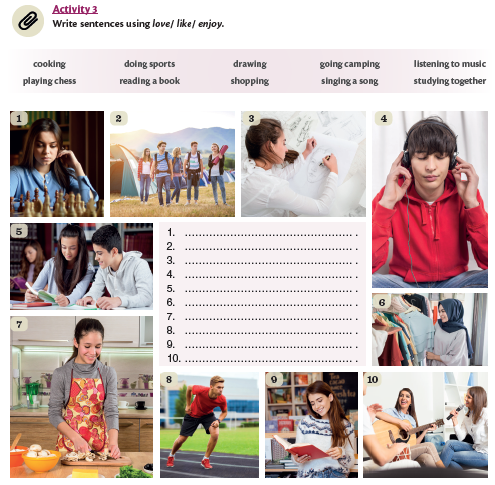 Activity 3
Write sentences using love/ like/ enjoy.
cooking doing sports drawing going camping listening to music
playing chess reading a book shopping singing a song studying together
1 2 3 4
5
1. .................................................... .
2. .................................................... .
3. .................................................... .
4. .................................................... .
5. .................................................... .
6. .................................................... .
7. .................................................... .
8. .................................................... .
9. .................................................... .
10. .................................................... .
6
7
8 9 10